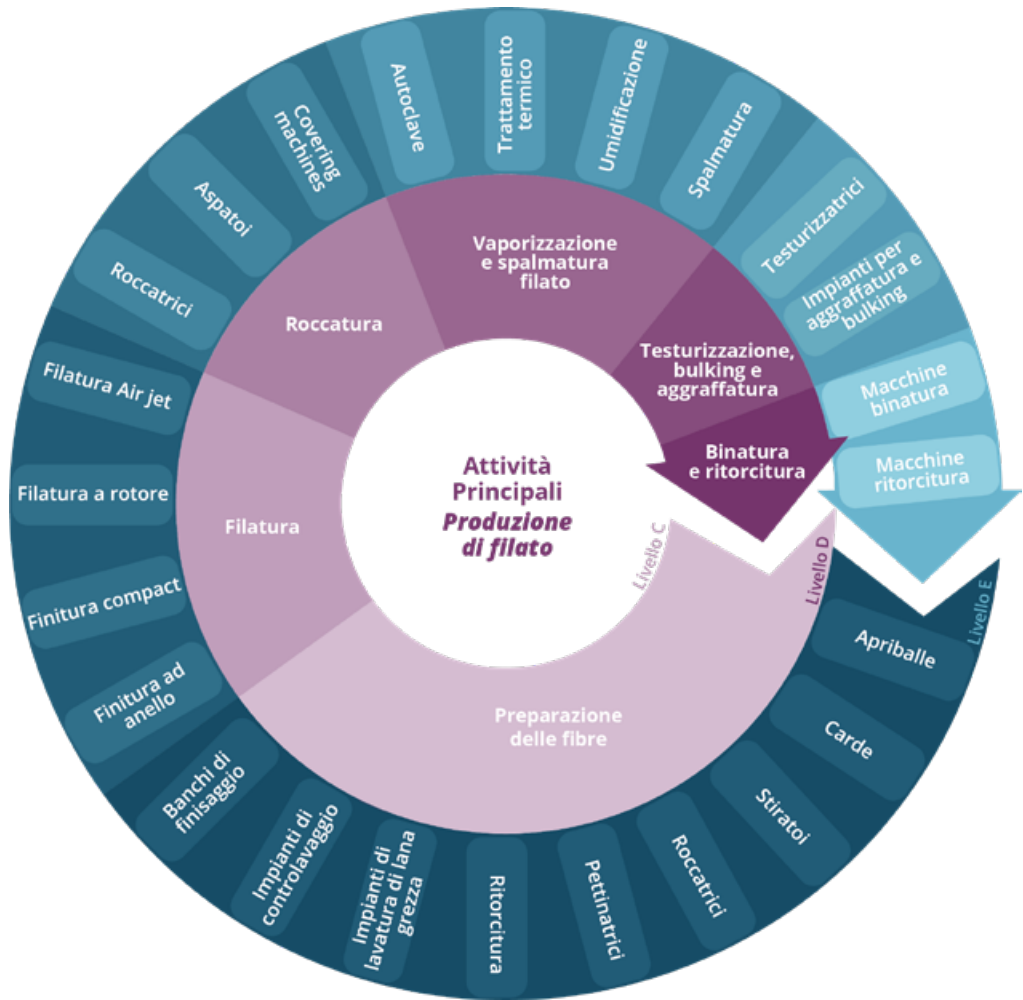 Attività
Principali
Produzione
di filato
Livello C
Livello D
Livello E
Preparazione
delle fibre
Filatura
Roccatura
Vaporizzazione
e spalmatura
filato
Testurizzazione,
bulking e
aggraffatura
Binatura
e ritorcitura
Apriballe
Carde
Stiratoi
Roccatrici
Pettinatrici
Ritorcitura
Impianti di
lavatura di lana
grezza
Impianti di
controlavaggio
Banchi di
finisaggio
Finitura ad
anello
Finitura compact
Filatura a rotore
Filatura Air jet
Roccatrici
Aspatoi
Covering
machines
Autoclave
Trattamento
termico
Umidificazione
Spalmatura
Testurizzatrici
Impianti per
aggraffatura e
bulking
Macchine
binatura
Macchine
ritorcitura